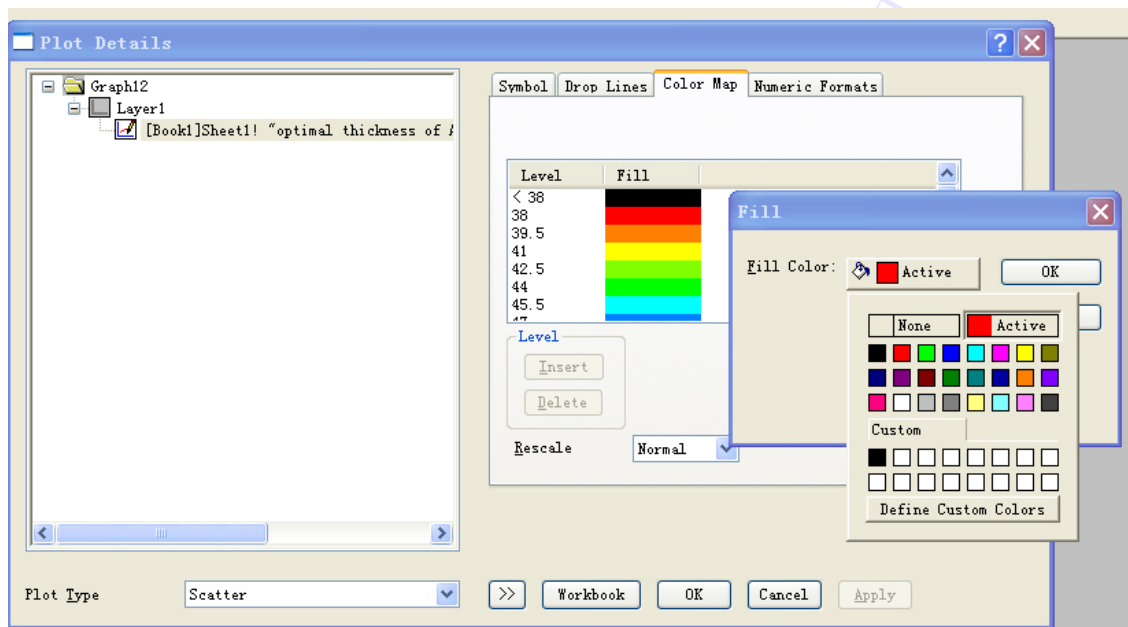 Plot Details
Graph12
Layer1
[Book1]Sheet1! "optimal thickness of
Symbol Drop Lines Color Map Numeric Formats
Level Fill
< 38
38
39.5
41
42.5
44
45.5
47
Level
Insert
Delete
Rescale Normal
Fill
Fill Color: Active OK
None Active
Custom
Define Custom Colors
Plot Type Scatter >> Workbook OK Cancel Apply